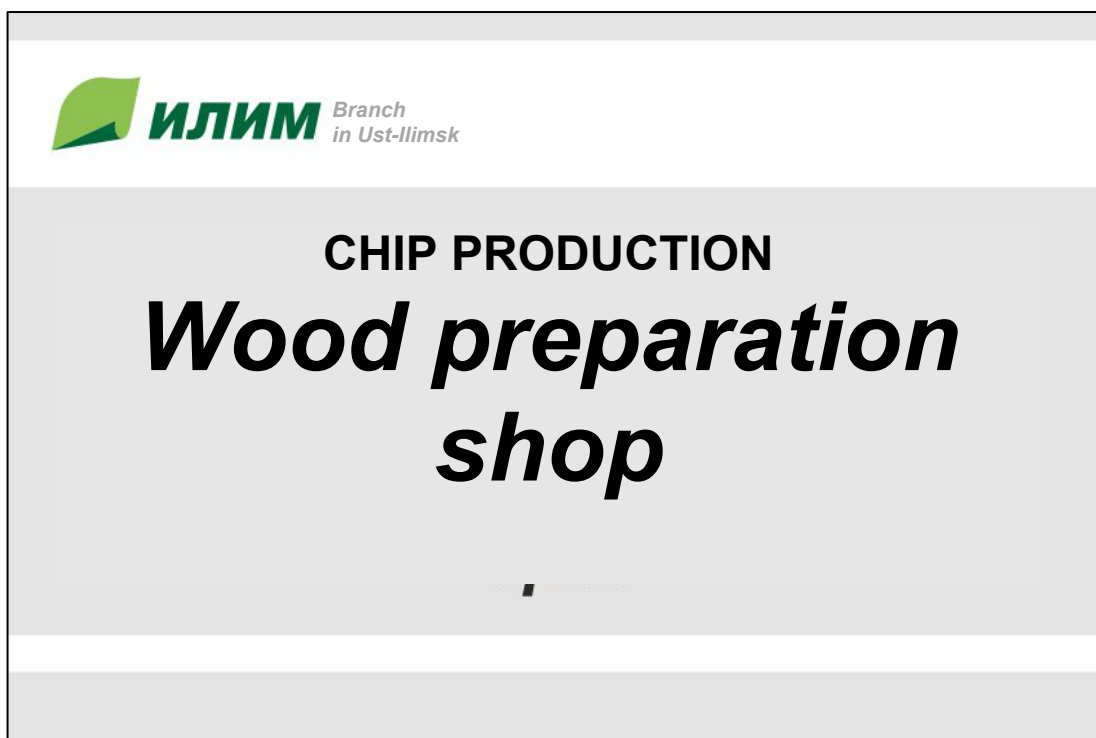 илим
Branch
in Ust-Ilimsk
CHIP PRODUCTION
Wood preparation
shop